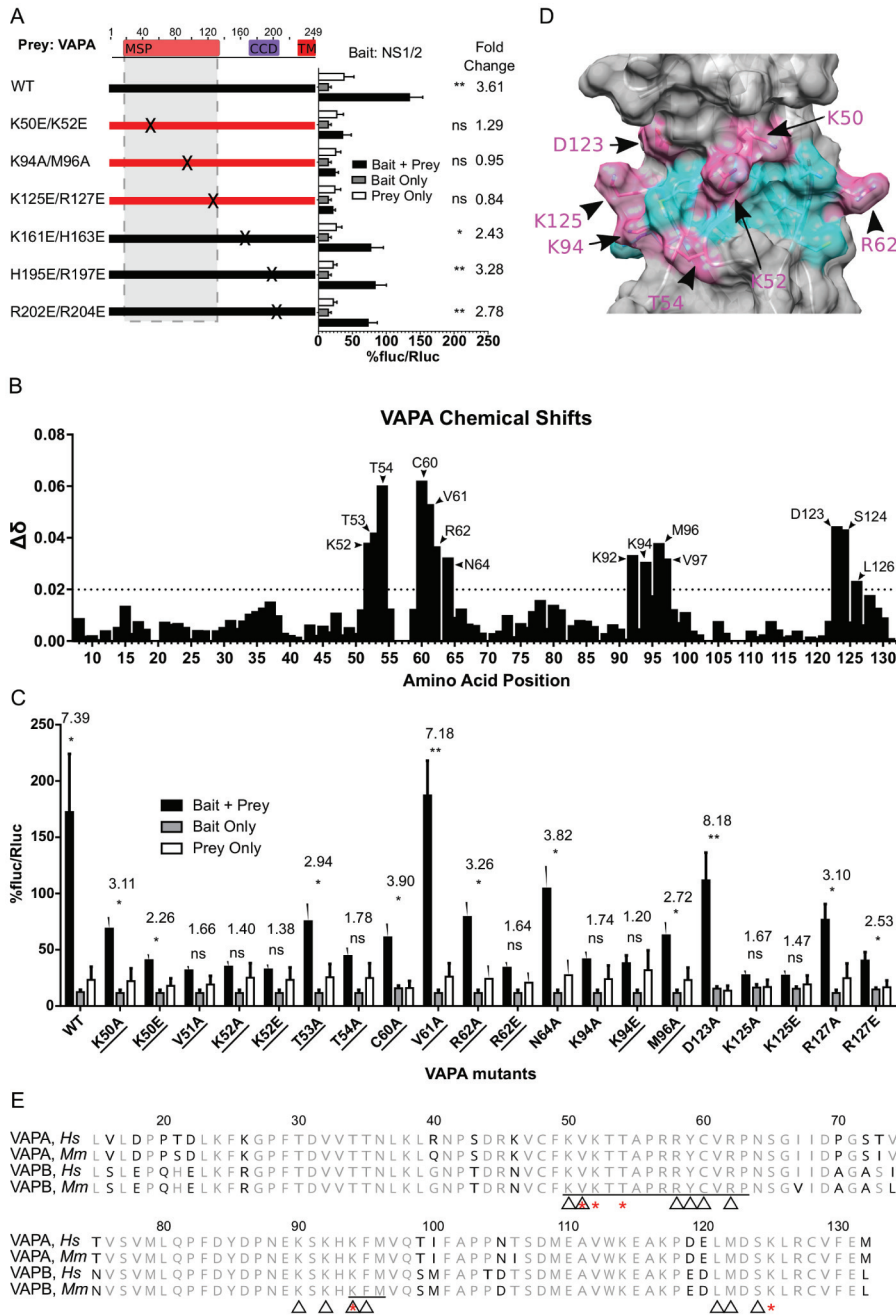 A
1 40 80 120 160 200 249
Prey: VAPA
MSP CCD TM
Bait: NS1/2
Fold Change
WT ** 3.61
K50E/K52E ns 1.29
K94A/M96A ns 0.95
K125E/R127E ns 0.84
K161E/H163E * 2.43
H195E/R197E ** 3.28
R202E/R204E ** 2.78
X X X X X X
Bait + Prey
Bait Only
Prey Only
0 50 100 150 200 250
%fluc/Rluc
D
K50
D123
K125
K94
T54
K52
R62
B
VAPA Chemical Shifts
0.08
0.06
0.04
0.02
0.00
Δδ
K52 T53 T54 C60 V61 R62 N64 K92 K94 M96 V97 D123 S124 L126
10 15 20 25 30 35 40 45 50 55 60 65 70 75 80 85 90 95 100 105 110 115 120 125 130
Amino Acid Position
C
250
200
150
100
50
0
%fluc/Rluc
Bait + Prey
Bait Only
Prey Only
7.39 3.11 2.26 1.66 1.40 1.38 2.94 1.78 3.90 7.18 3.26 1.64 3.82 1.74 1.20 2.72 8.18 1.67 1.47 3.10 2.53
* * * ns ns ns * ns * ** * ns * ns ns * ** ns ns * *
WT K50A K50E V51A K52A K52E T53A T54A C60A V61A R62A R62E N64A K94A K94E M96A D123A K125A K125E R127A R127E
VAPA mutants
E
20 30 40 50 60 70
VAPA, Hs L V L D P P T D L K F K G P F T D V V T T N L K L R N P S D R K V C F K V K T T A P R R Y C V R P N S G I I D P G S T V
VAPA, Mm L V L D P P S D L K F K G P F T D V V T T N L K L Q N P S D R K V C F K V K T T A P R R Y C V R P N S G I I D P G S I V
VAPB, Hs L S L E P Q H E L K F R G P F T D V V T T N L K L G N P T D R N V C F K V K T T A P R R Y C V R P N S G I I D A G A S I
VAPB, Mm L S L E P Q H E L K F R G P F T D V V T T N L K L G N P T D R N V C F K V K T T A P R R Y C V R P N S G V I D A G A S L
* * *
80 90 100 110 120 130
VAPA, Hs T V S V M L Q P F D Y D P N E K S K H K F M V Q T I F A P P N T S D M E A V W K E A K P D E L M D S K L R C V F E M
VAPA, Mm T V S V M L Q P F D Y D P N E K S K H K F M V Q T I F A P P N I S D M E A V W K E A K P D E L M D S K L R C V F E M
VAPB, Hs N V S V M L Q P F D Y D P N E K S K H K F M V Q S M F A P T D T S D M E A V W K E A K P E D L M D S K L R C V F E L
VAPB, Mm N V S V M L Q P F D Y D P N E K S K H K F M V Q S M F A P P D T S D M E A V W K E A K P E D L M D S K L R C V F E L
* *